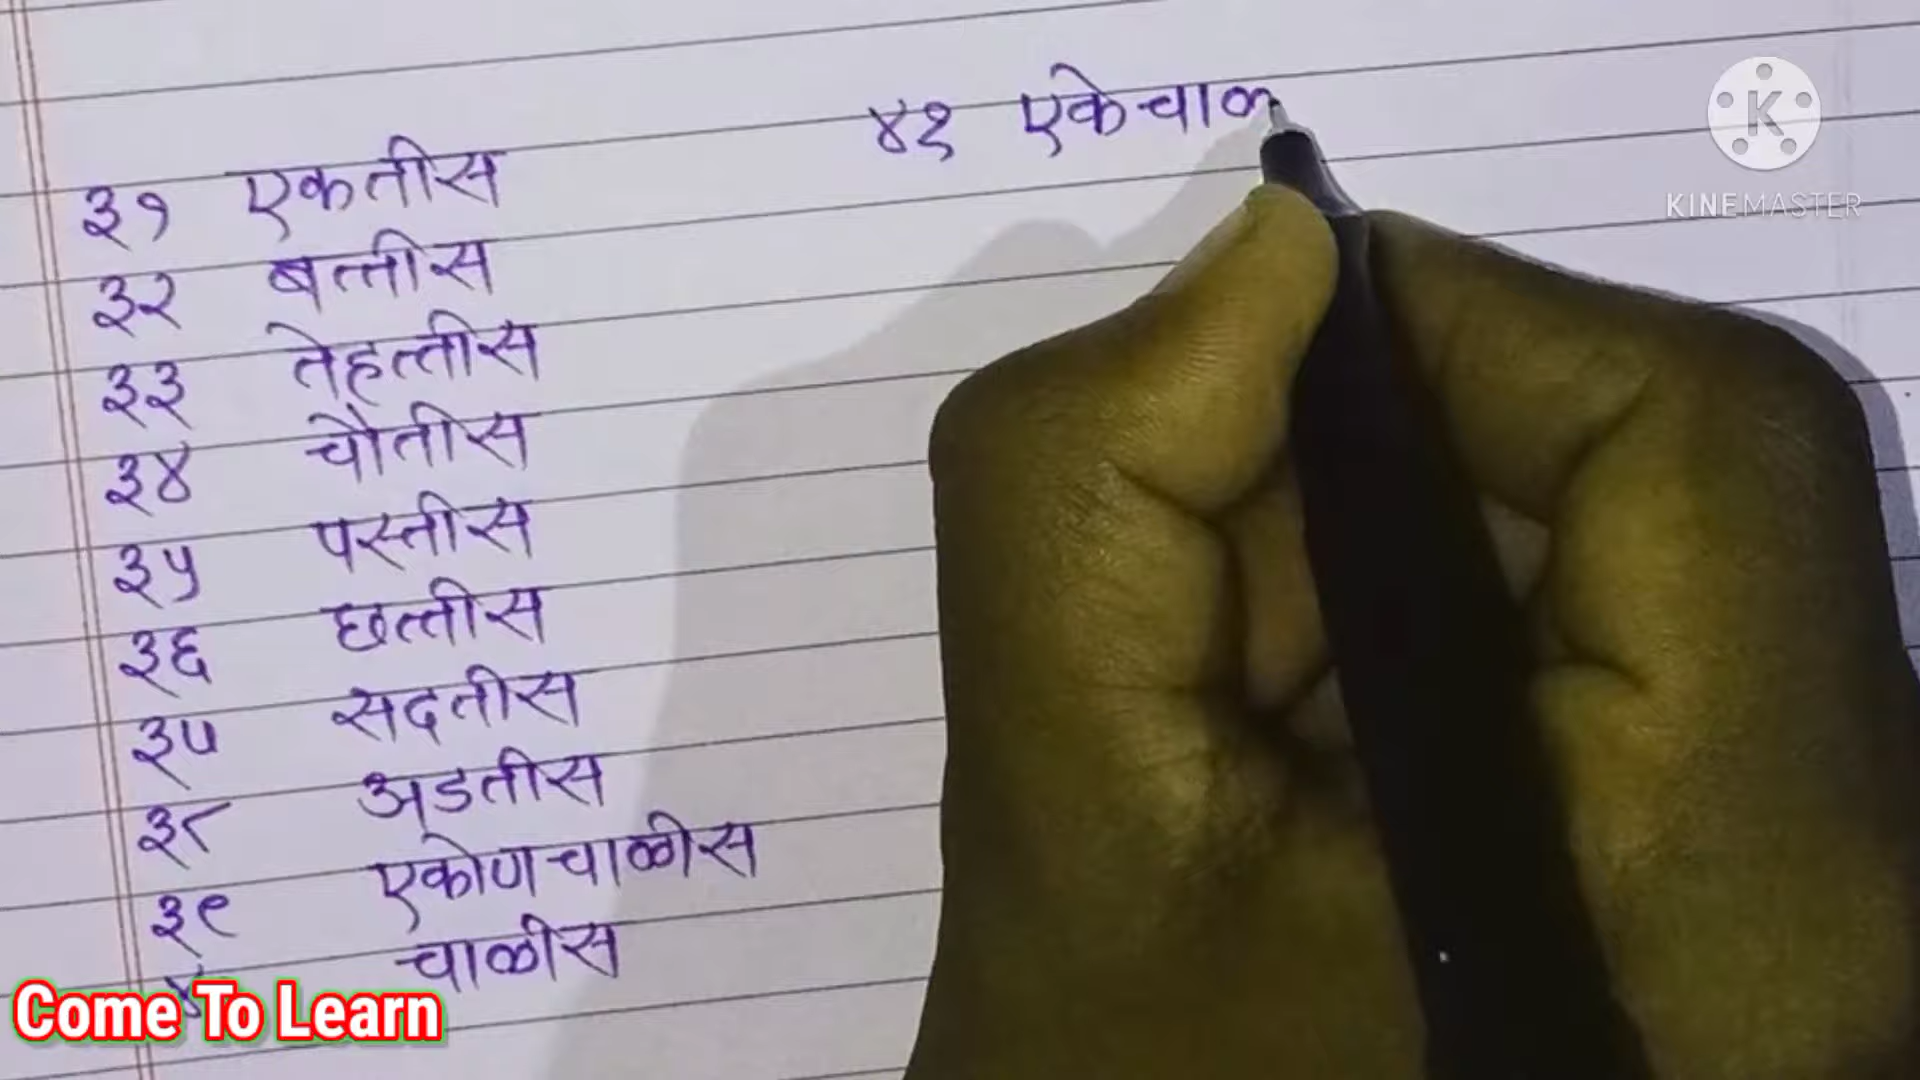 ३१ एकतीस
३२ बत्तीस
३३ तेहत्तीस
३४ चौतीस
३५ पस्तीस
३६ छत्तीस
३७ सदतीस
३८ अडतीस
३९ एकोणचाळीस
चाळीस
४१ एकेचाळ
KINEMASTER
Come To Learn